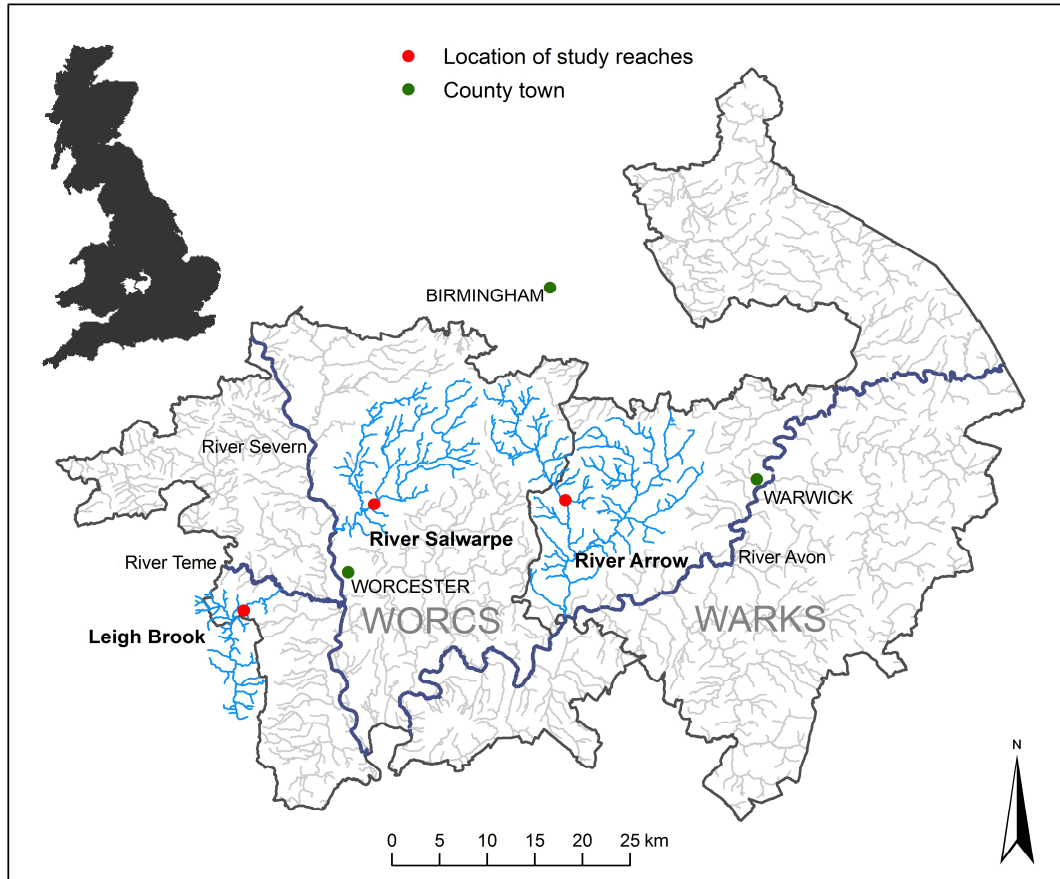 Location of study reaches
County town
BIRMINGHAM
River Severn
WARWICK
River Salwarpe
River Teme
River Arrow
River Avon
WORCESTER
WORCS
WARKS
Leigh Brook
N
0 5 10 15 20 25 km